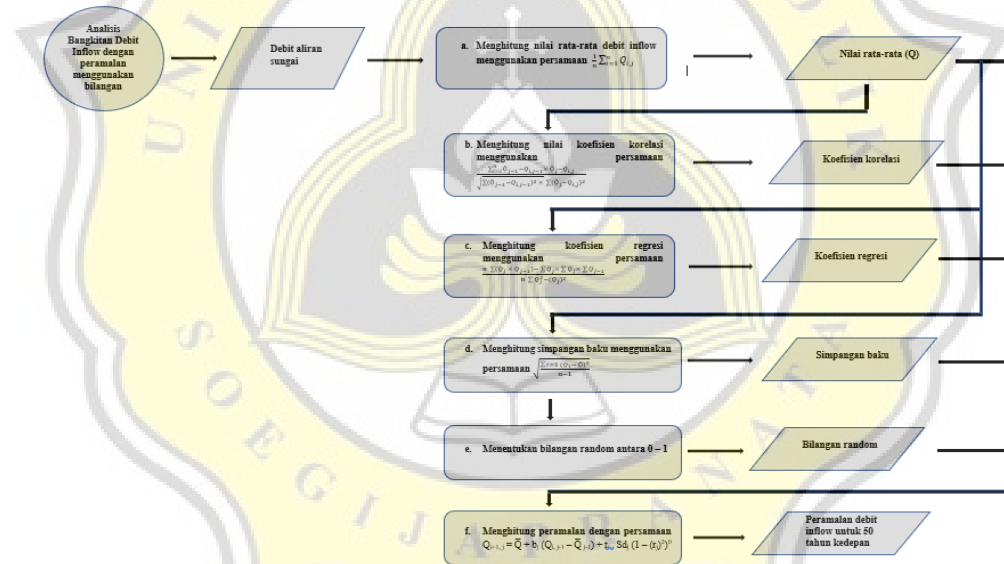 Analisis
Bangkitan Debit
Inflow dengan
peramalan
menggunakan
bilangan
Debit aliran
sungai
a. Menghitung nilai rata-rata debit inflow
menggunakan persamaan
Nilai rata-rata (Q)
b. Menghitung nilai koefisien korelasi
menggunakan persamaan
Koefisien korelasi
c. Menghitung koefisien regresi
menggunakan persamaan
Koefisien regresi
d. Menghitung simpangan baku menggunakan
persamaan
Simpangan baku
e. Menentukan bilangan random antara 0 – 1
Bilangan random
f. Menghitung peramalan dengan persamaan
Peramalan debit
inflow untuk 50
tahun kedepan
UNI
SOEGIJAPRANATA